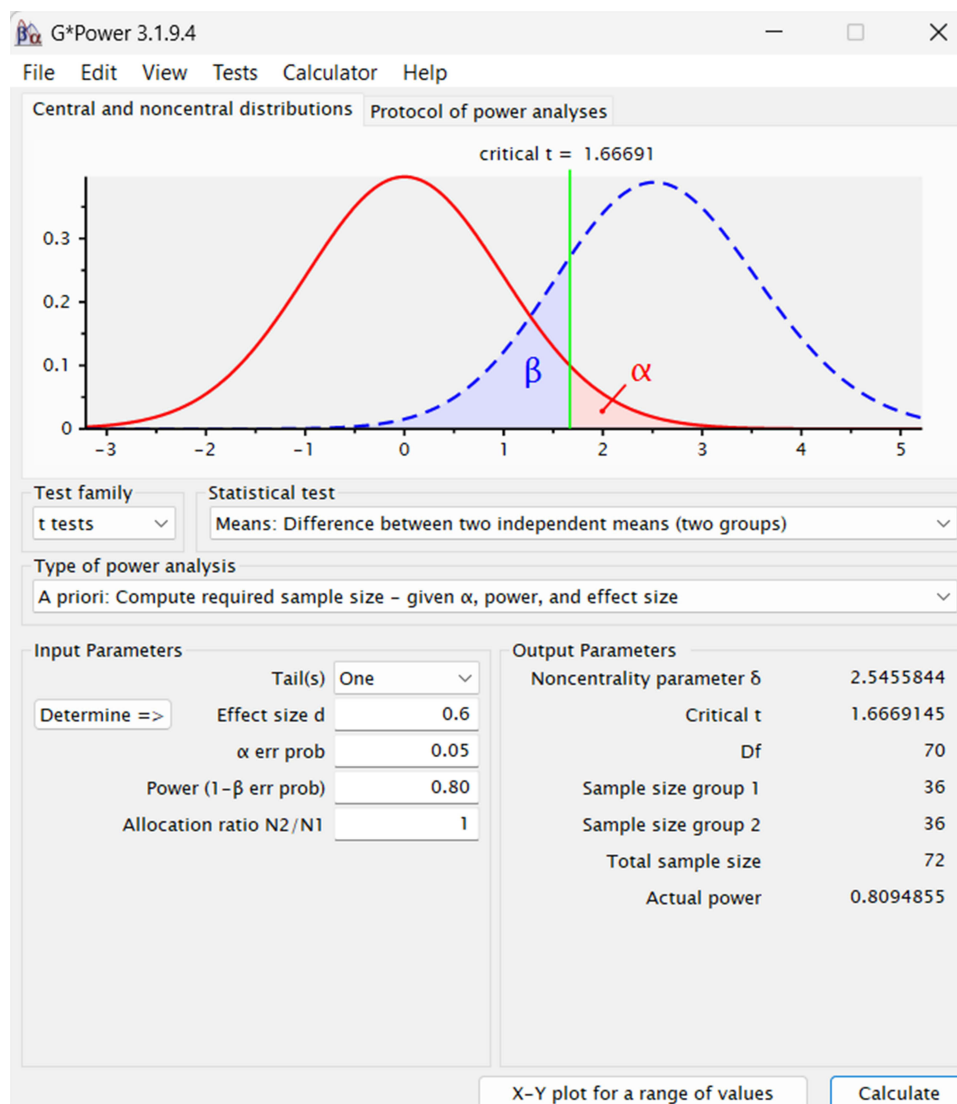 G*Power 3.1.9.4
File Edit View Tests Calculator Help
Central and noncentral distributions Protocol of power analyses
critical t = 1.66691
0.3
0.2
0.1
0
β α
-3 -2 -1 0 1 2 3 4 5
Test family Statistical test
t tests Means: Difference between two independent means (two groups)
Type of power analysis
A priori: Compute required sample size - given α, power, and effect size
Input Parameters
Tail(s) One
Determine => Effect size d 0.6
α err prob 0.05
Power (1-β err prob) 0.80
Allocation ratio N2/N1 1
Output Parameters
Noncentrality parameter δ 2.5455844
Critical t 1.6669145
Df 70
Sample size group 1 36
Sample size group 2 36
Total sample size 72
Actual power 0.8094855
X-Y plot for a range of values Calculate